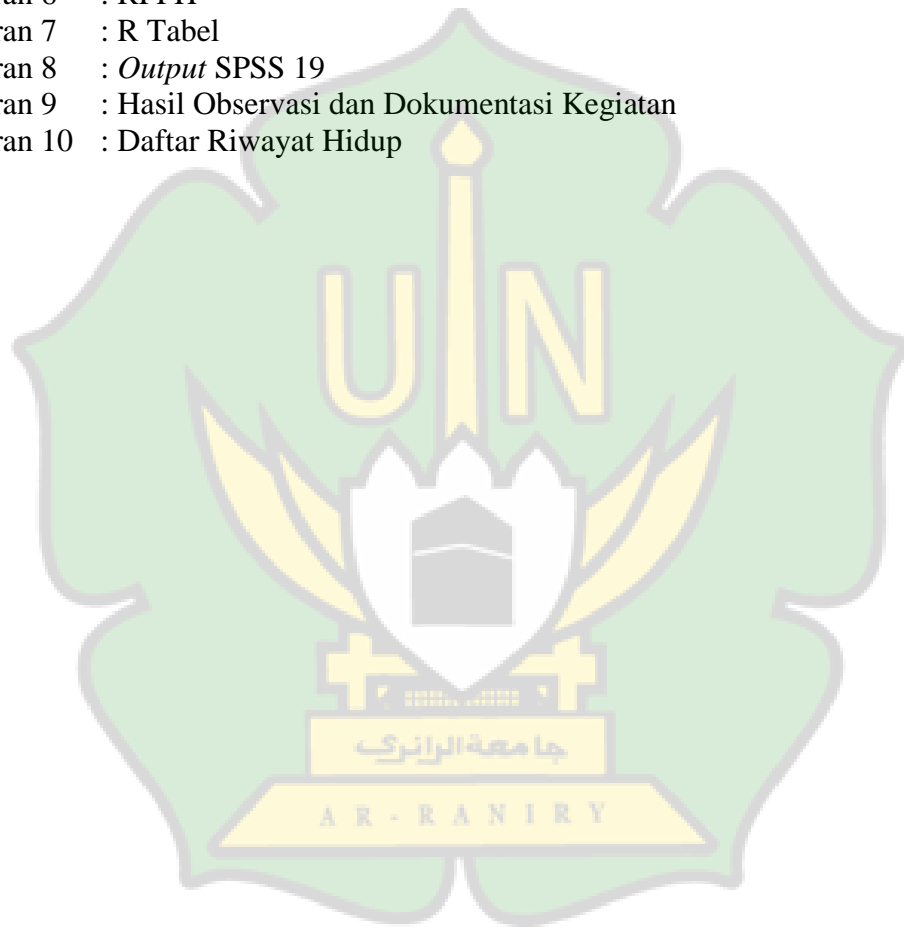 ran 7 : R Tabel
ran 8 : Output SPSS 19
ran 9 : Hasil Observasi dan Dokumentasi Kegiatan
ran 10 : Daftar Riwayat Hidup
UIN
جامعة الرانري
AR-RANIRY